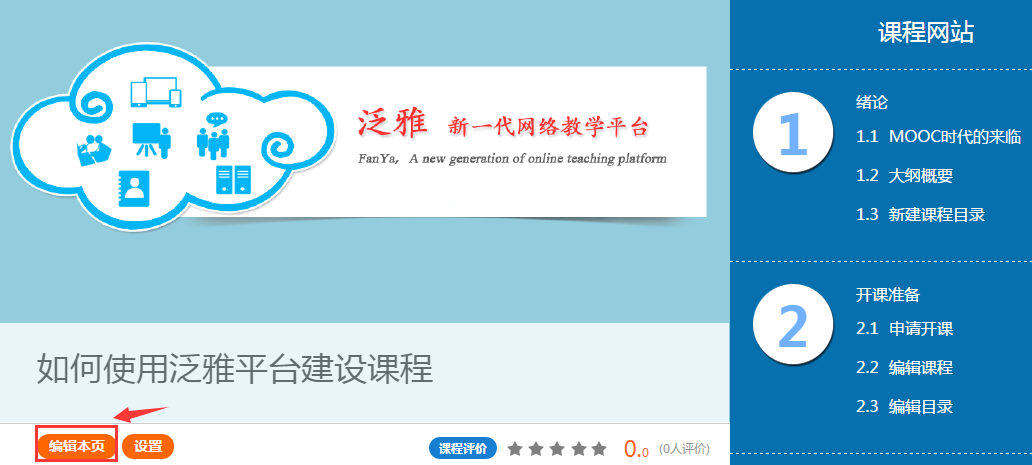 泛雅 新一代网络教学平台
FanYa, A new generation of online teaching platform
如何使用泛雅平台建设课程
编辑本页 设置
课程评价 0.0 (0人评价)
课程网站
1
绪论
1.1 MOOC时代的来临
1.2 大纲概要
1.3 新建课程目录
2
开课准备
2.1 申请开课
2.2 编辑课程
2.3 编辑目录